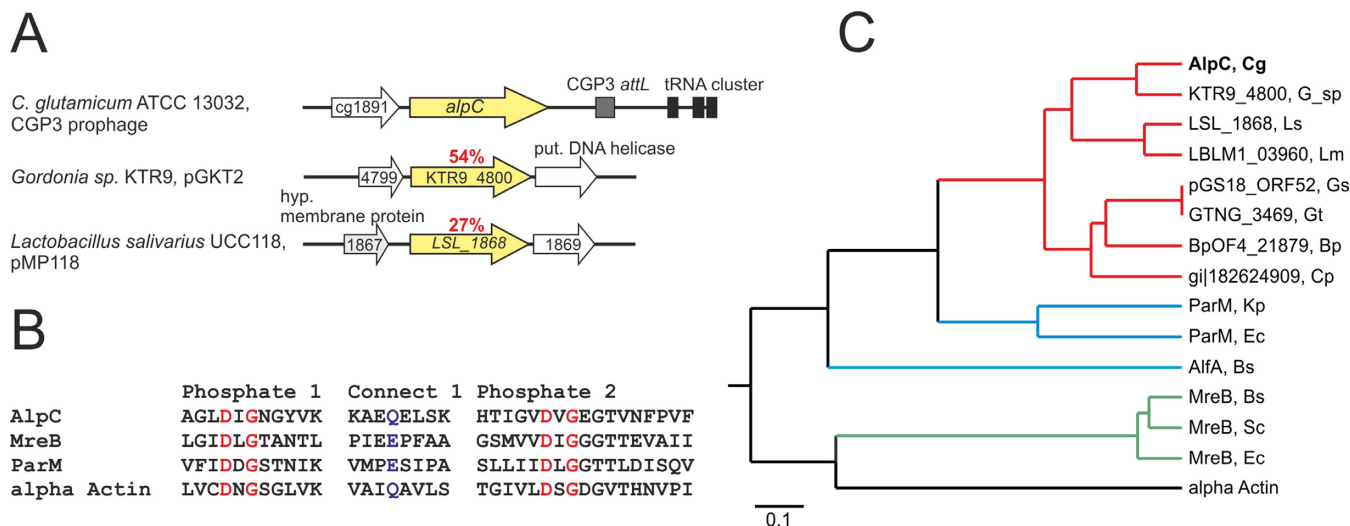 A
C. glutamicum ATCC 13032,
CGP3 prophage
cg1891
alpC
CGP3 attL
tRNA cluster
Gordonia sp. KTR9, pGKT2
4799
54%
KTR9_4800
put. DNA helicase
Lactobacillus salivarius UCC118,
pMP118
hyp.
membrane protein
1867
27%
LSL_1868
1869
B
Phosphate 1 Connect 1 Phosphate 2
AlpC AGLDIGNGYVK KAEQELSK HTIGVDVGEGTVNFPVF
MreB LGIDLGTANTL PIEEPFAA GSMVVDIGGGTTEVAII
ParM VFIDDGSTNIK VMPESIPA SLLIIDLGGTTLDISQV
alpha Actin LVCDNGSGLVK VAIQAVLS TGIVLDSGDGVTHNVPI
C
AlpC, Cg
KTR9_4800, G_sp
LSL_1868, Ls
LBLM1_03960, Lm
pGS18_ORF52, Gs
GTNG_3469, Gt
BpOF4_21879, Bp
gi|182624909, Cp
ParM, Kp
ParM, Ec
AlfA, Bs
MreB, Bs
MreB, Sc
MreB, Ec
alpha Actin
0.1